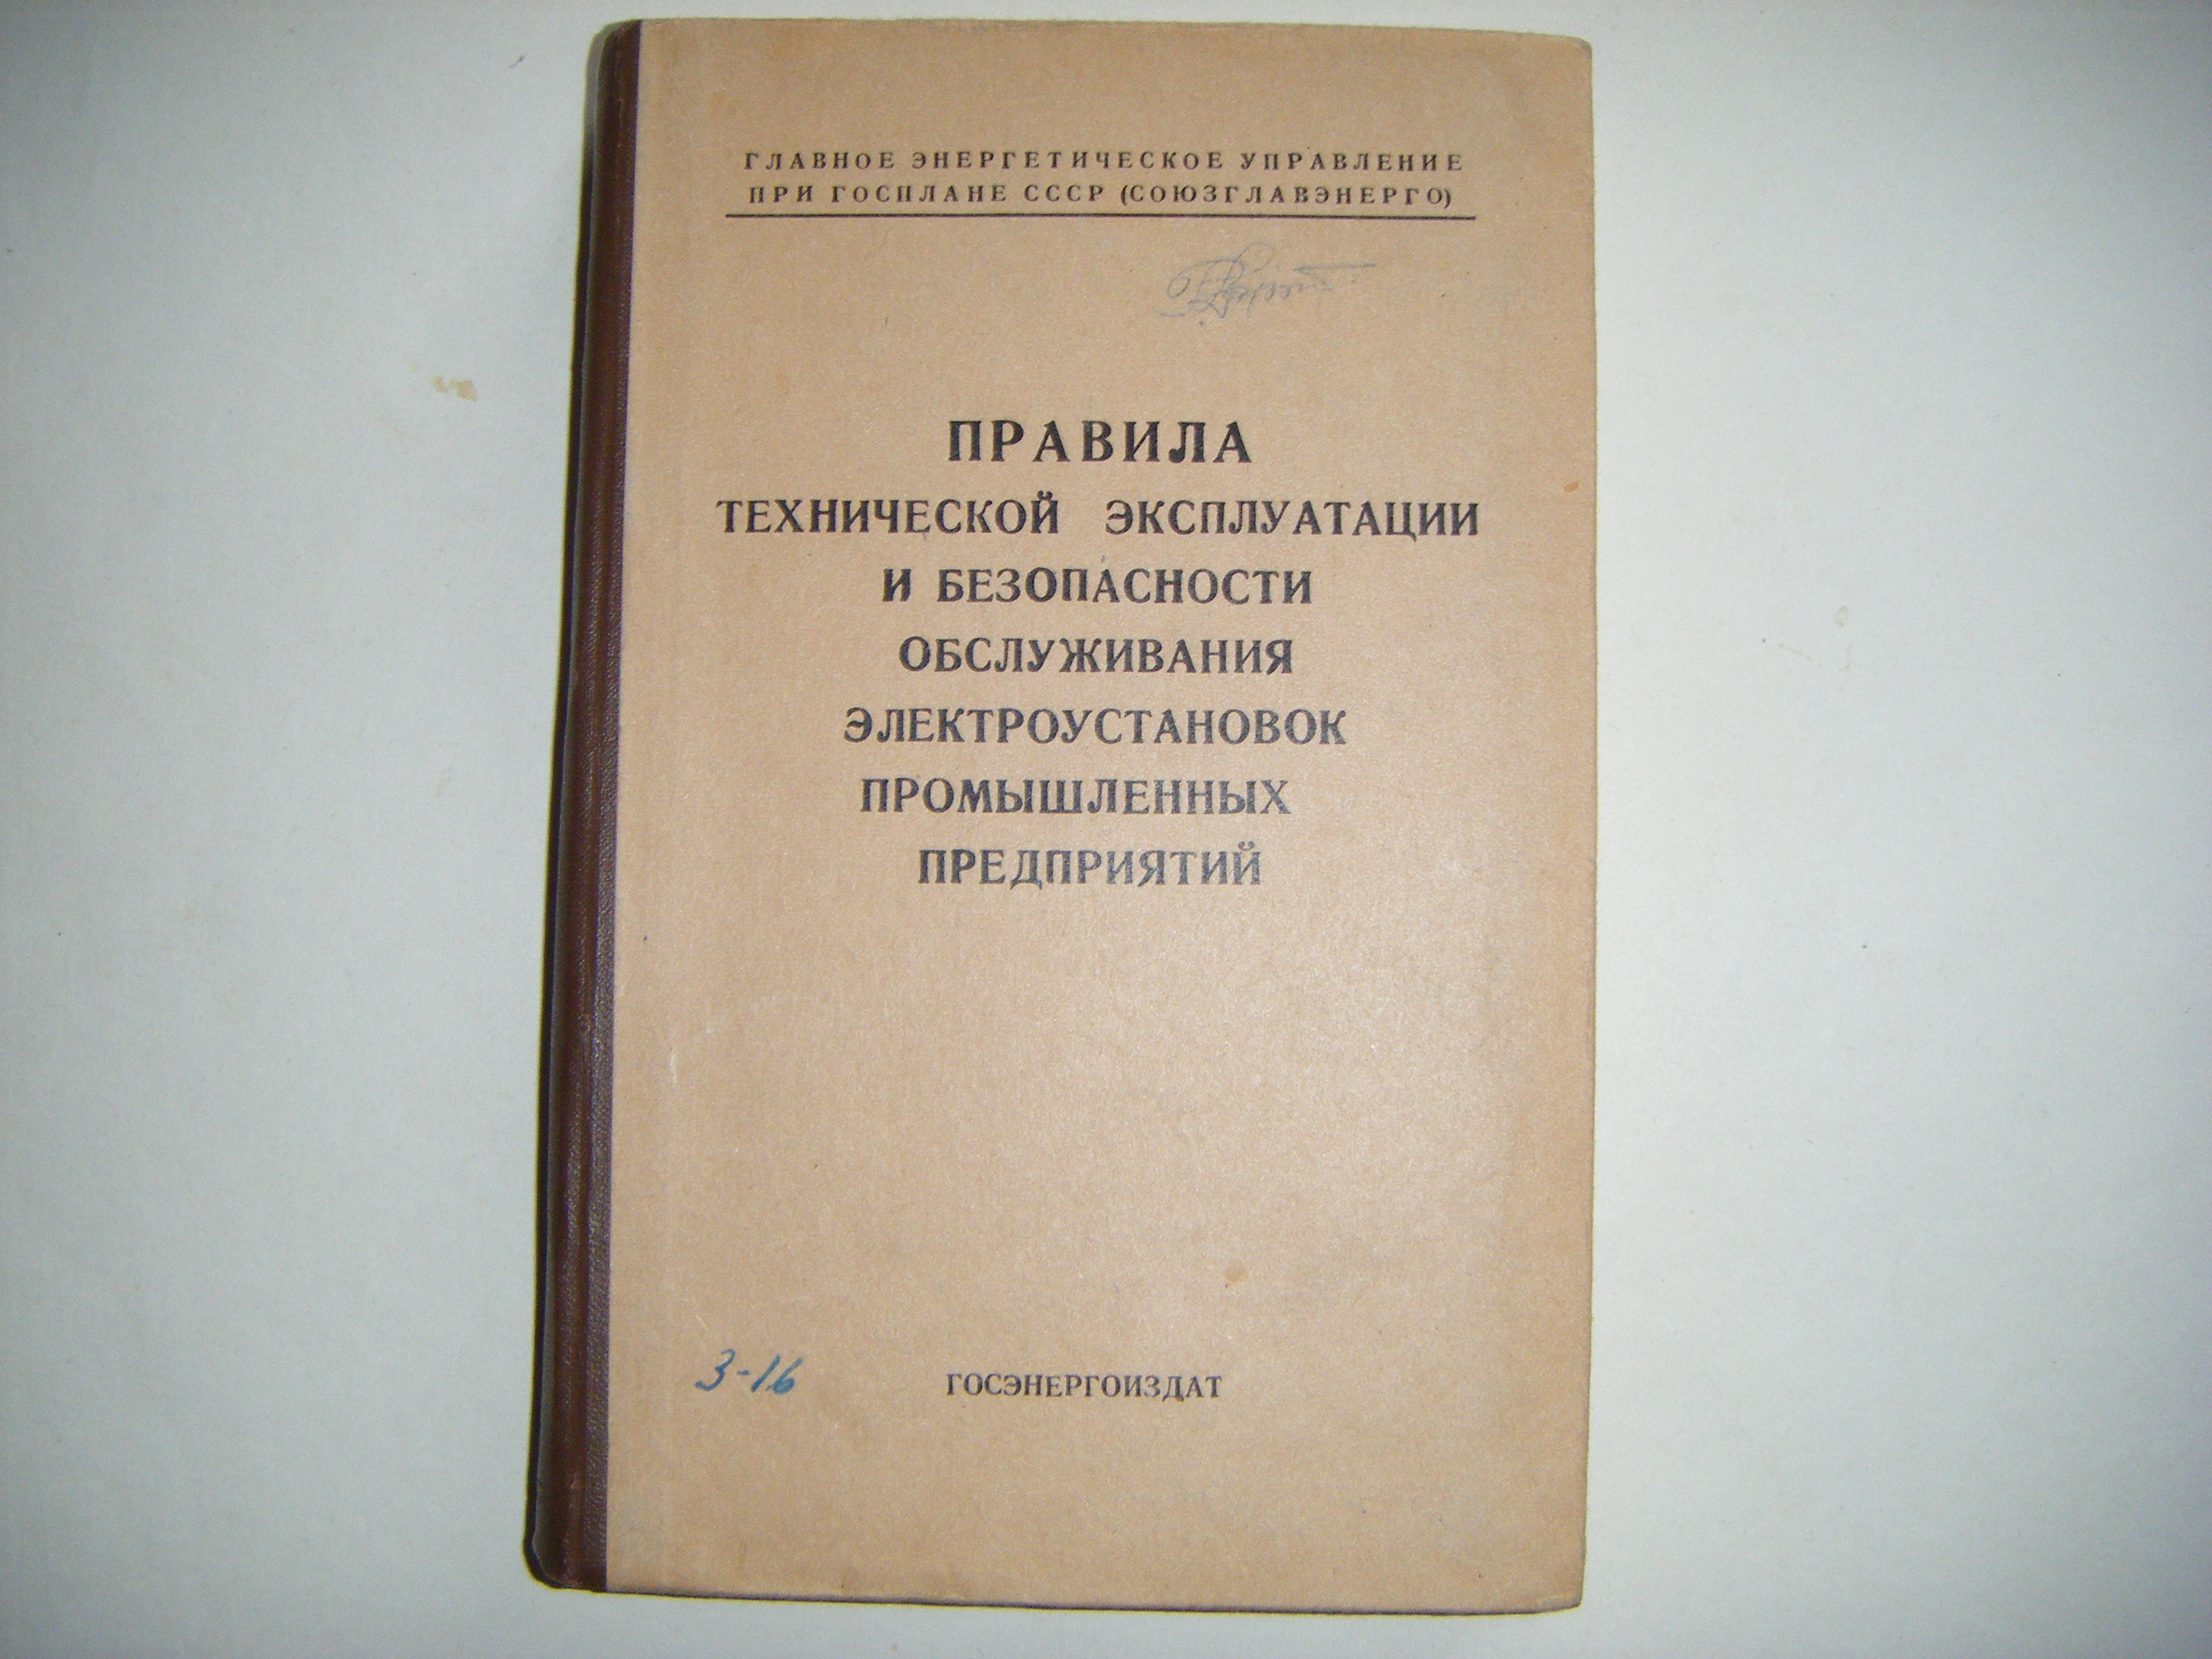 ГЛАВНОЕ ЭНЕРГЕТИЧЕСКОЕ УПРАВЛЕНИЕ
ПРИ ГОСПЛАНЕ СССР (СОЮЗГЛАВЭНЕРГО)
ПРАВИЛА
ТЕХНИЧЕСКОЙ ЭКСПЛУАТАЦИИ
И БЕЗОПАСНОСТИ
ОБСЛУЖИВАНИЯ
ЭЛЕКТРОУСТАНОВОК
ПРОМЫШЛЕННЫХ
ПРЕДПРИЯТИЙ
3-16
ГОСЭНЕРГОИЗДАТ